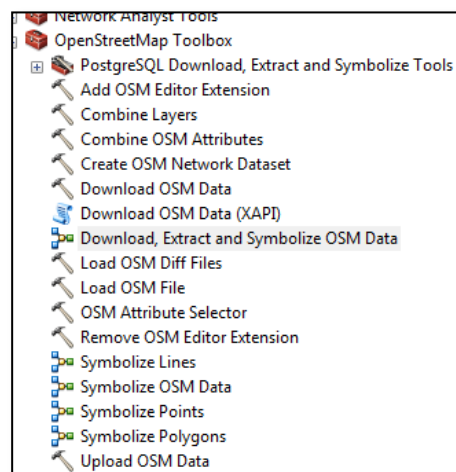 Network Analyst Tools
OpenStreetMap Toolbox
PostgreSQL Download, Extract and Symbolize Tools
Add OSM Editor Extension
Combine Layers
Combine OSM Attributes
Create OSM Network Dataset
Download OSM Data
Download OSM Data (XAPI)
Download, Extract and Symbolize OSM Data
Load OSM Diff Files
Load OSM File
OSM Attribute Selector
Remove OSM Editor Extension
Symbolize Lines
Symbolize OSM Data
Symbolize Points
Symbolize Polygons
Upload OSM Data